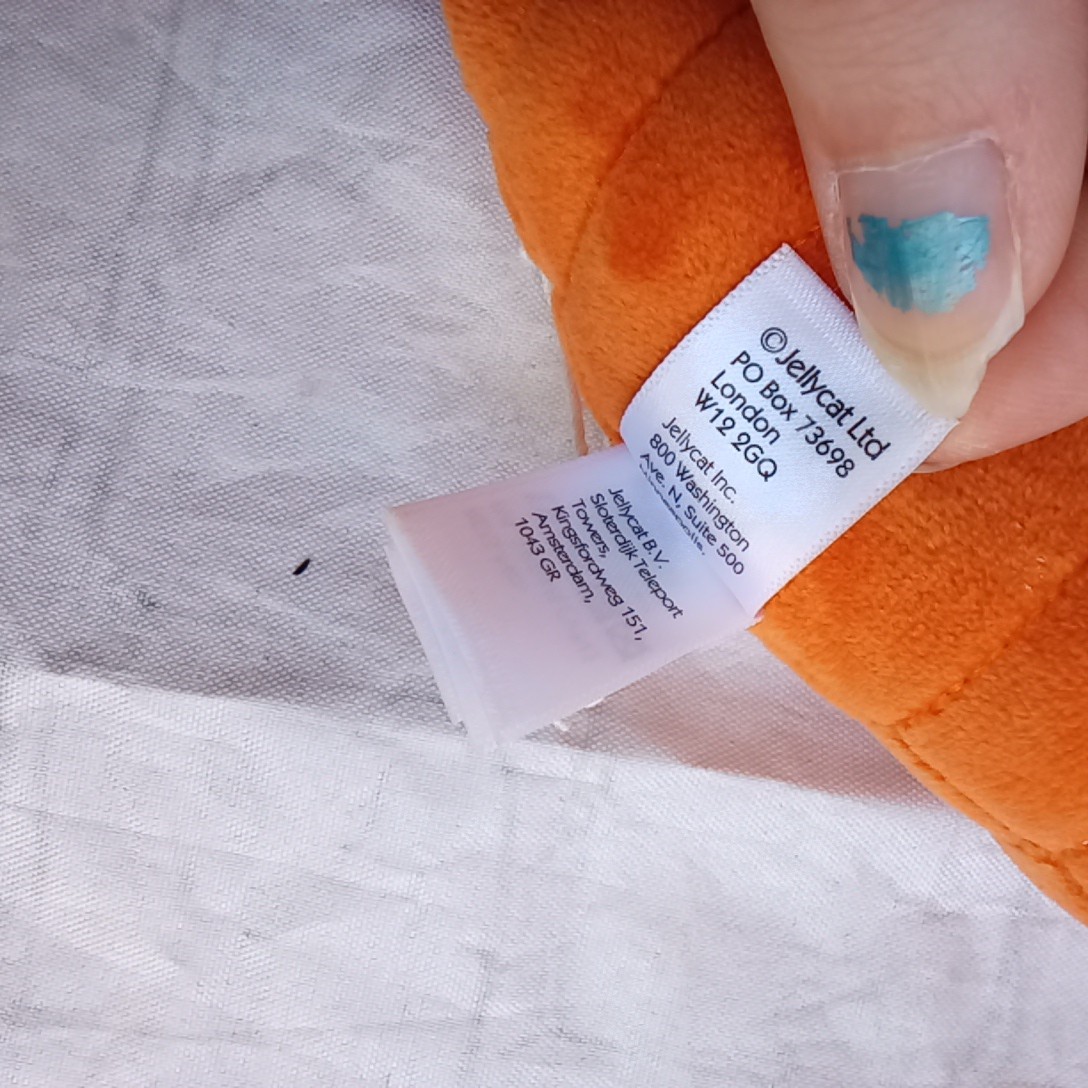 ©Jellycat Ltd
PO Box 73698
London
W12 2GQ
Jellycat Inc.
800 Washington
Ave. N, Suite 500
Jellycat B.V.
Sloterdijk Teleport
Towers,
Kingsfordweg 151,
Amsterdam,
1043 GR